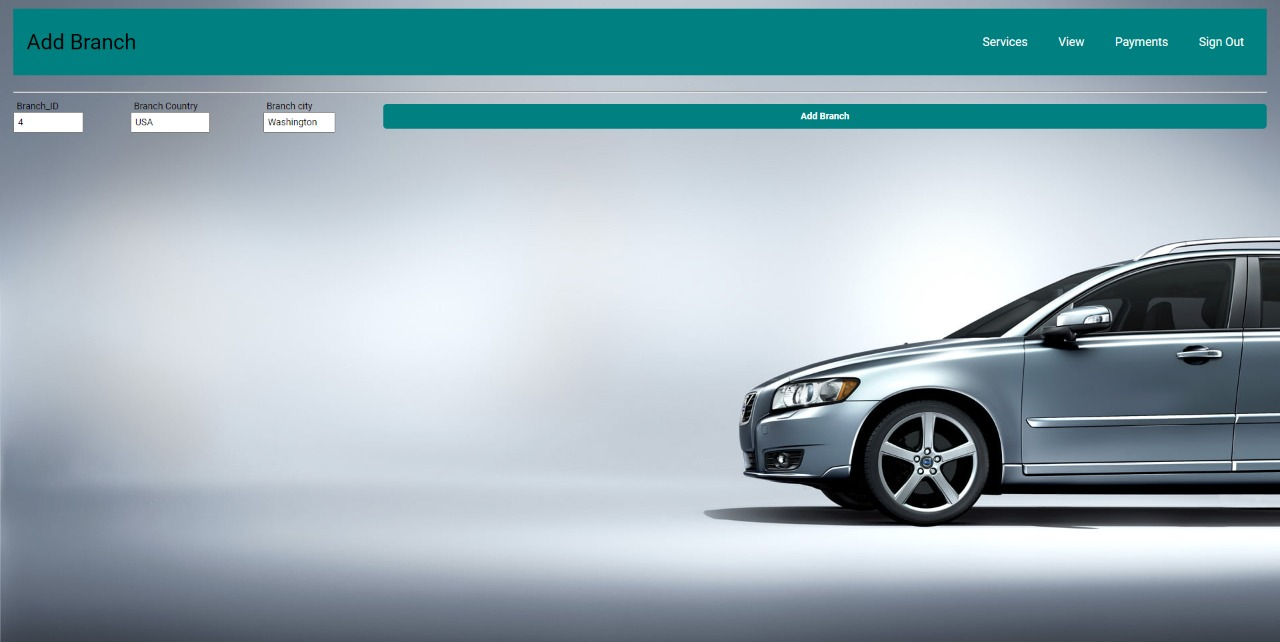 Add Branch
Services View Payments Sign Out
Branch_ID Branch Country Branch city
4 USA Washington Add Branch